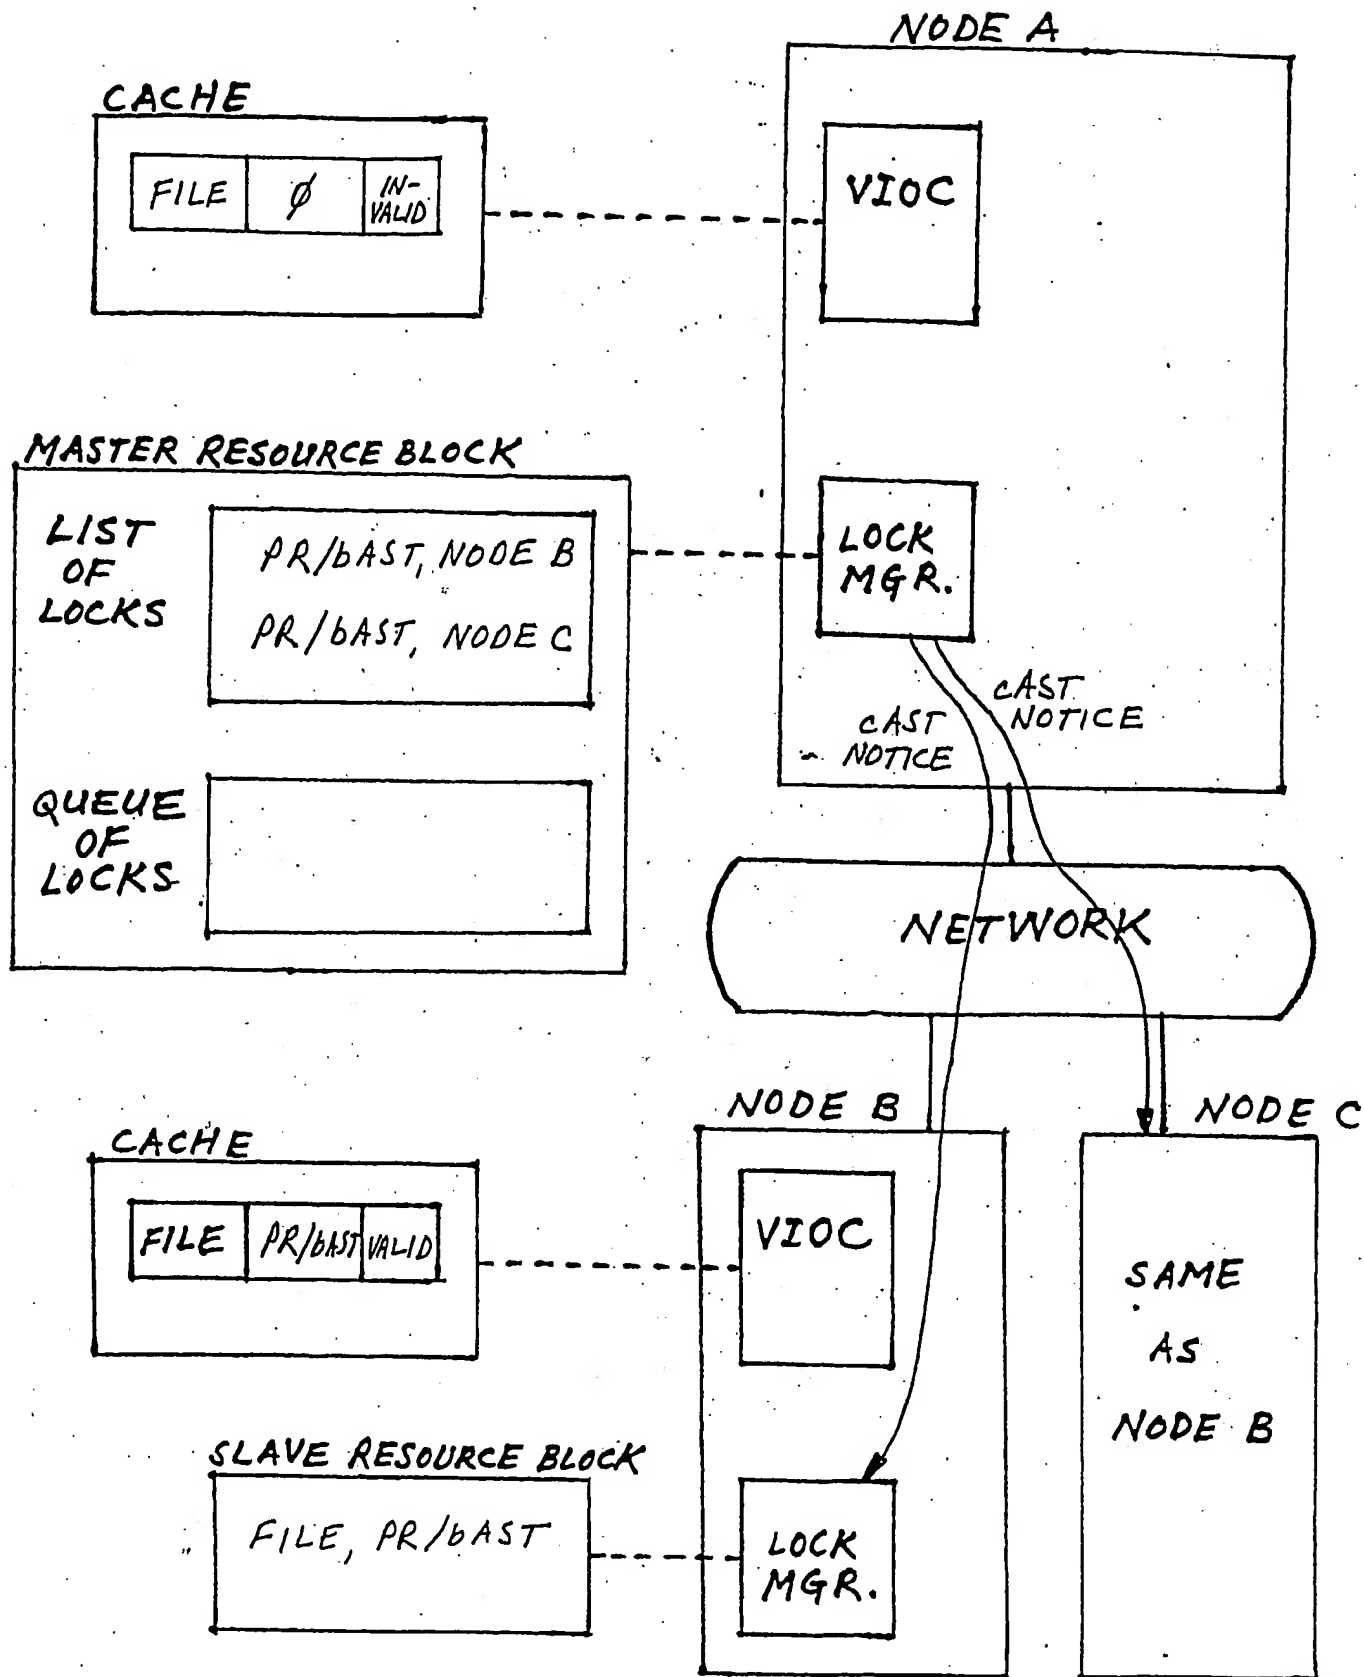 NODE A
CACHE
FILE
Ø
IN-
VALID
VIOC
MASTER RESOURCE BLOCK
LIST
OF
LOCKS
PR/bAST, NODE B
PR/bAST, NODE C
LOCK
MGR.
cAST
NOTICE
cAST
NOTICE
QUEUE
OF
LOCKS
NETWORK
NODE B
NODE C
CACHE
FILE
PR/bAST
VALID
VIOC
SAME
AS
NODE B
SLAVE RESOURCE BLOCK
FILE, PR/bAST
LOCK
MGR.